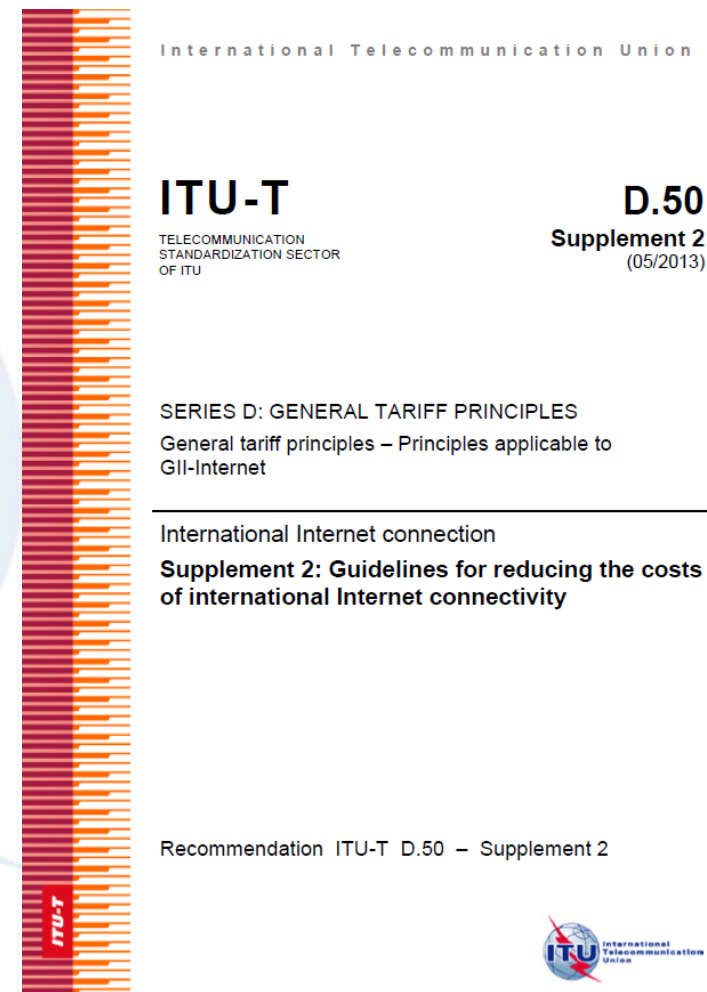 International Telecommunication Union
ITU-T
D.50
TELECOMMUNICATION
STANDARDIZATION SECTOR
OF ITU
Supplement 2
(05/2013)
SERIES D: GENERAL TARIFF PRINCIPLES
General tariff principles – Principles applicable to
GII-Internet
International Internet connection
Supplement 2: Guidelines for reducing the costs
of international Internet connectivity
Recommendation ITU-T D.50 – Supplement 2
ITU-T
ITU
International
Telecommunication
Union